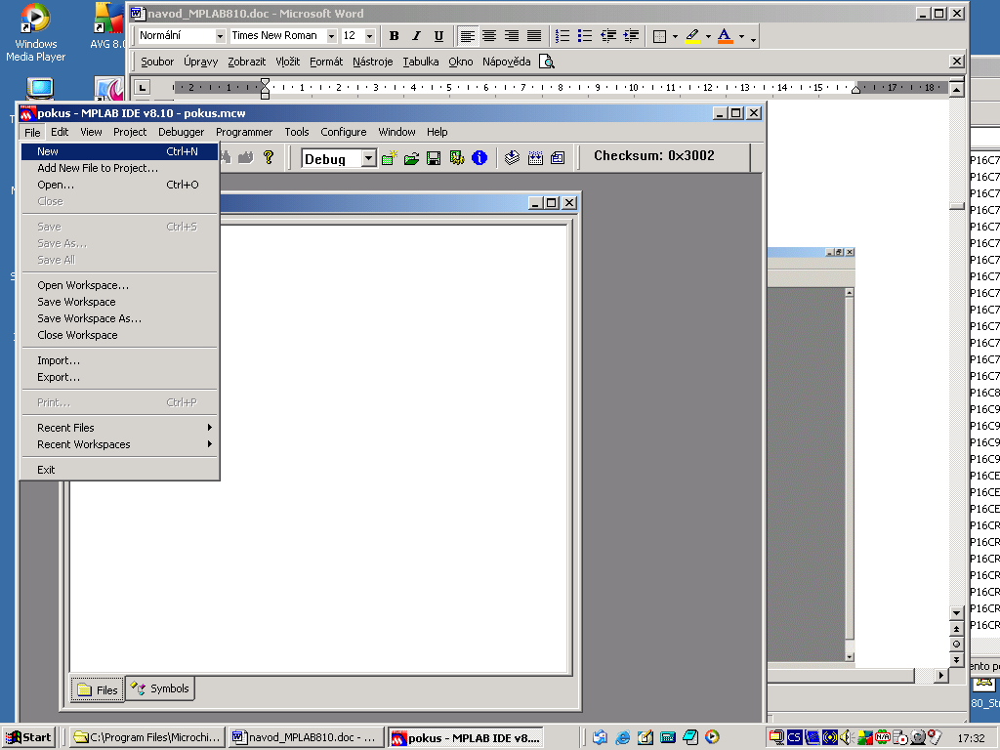 Windows
Media Player
AVG 8.0
navod_MPLAB810.doc - Microsoft Word
Normální Times New Roman 12 B I U
Soubor Úpravy Zobrazit Vložit Formát Nástroje Tabulka Okno Nápověda
2 1 1 2 3 4 5 6 7 8 9 10 11 12 13 14 15 17 18
pokus - MPLAB IDE v8.10 - pokus.mcw
File Edit View Project Debugger Programmer Tools Configure Window Help
Debug Checksum: 0x3002
New Ctrl+N
Add New File to Project...
Open... Ctrl+O
Close
Save Ctrl+S
Save As...
Save All
Open Workspace...
Save Workspace
Save Workspace As...
Close Workspace
Import...
Export...
Print... Ctrl+P
Recent Files
Recent Workspaces
Exit
Files Symbols
P16C7
P16C7
P16C7
P16C7
P16C7
P16C7
P16C7
P16C7
P16C7
P16C7
P16C7
P16C7
P16C7
P16C7
P16C8
P16C9
P16C9
P16C9
P16C9
P16CE
P16CE
P16CE
P16CR
P16CR
P16CR
P16CR
P16CR
P16CR
P16CR
ento po
80_Str
Start C:\Program Files\Microchi... navod_MPLAB810.doc - ... pokus - MPLAB IDE v8.... CS 17:32